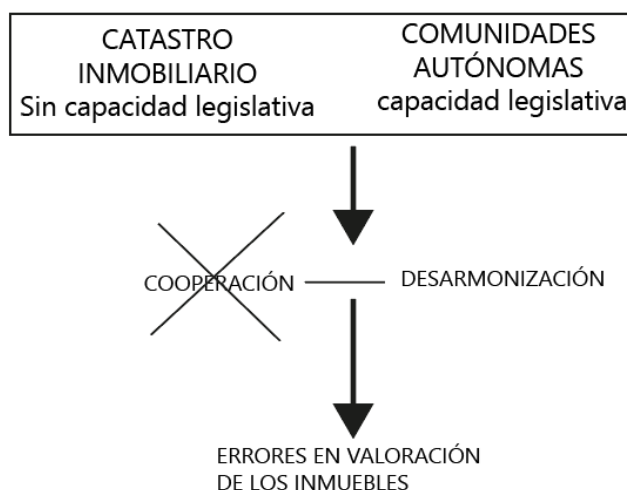 CATASTRO
INMOBILIARIO
Sin capacidad legislativa
COMUNIDADES
AUTÓNOMAS
capacidad legislativa
COOPERACIÓN
DESARMONIZACIÓN
ERRORES EN VALORACIÓN
DE LOS INMUEBLES